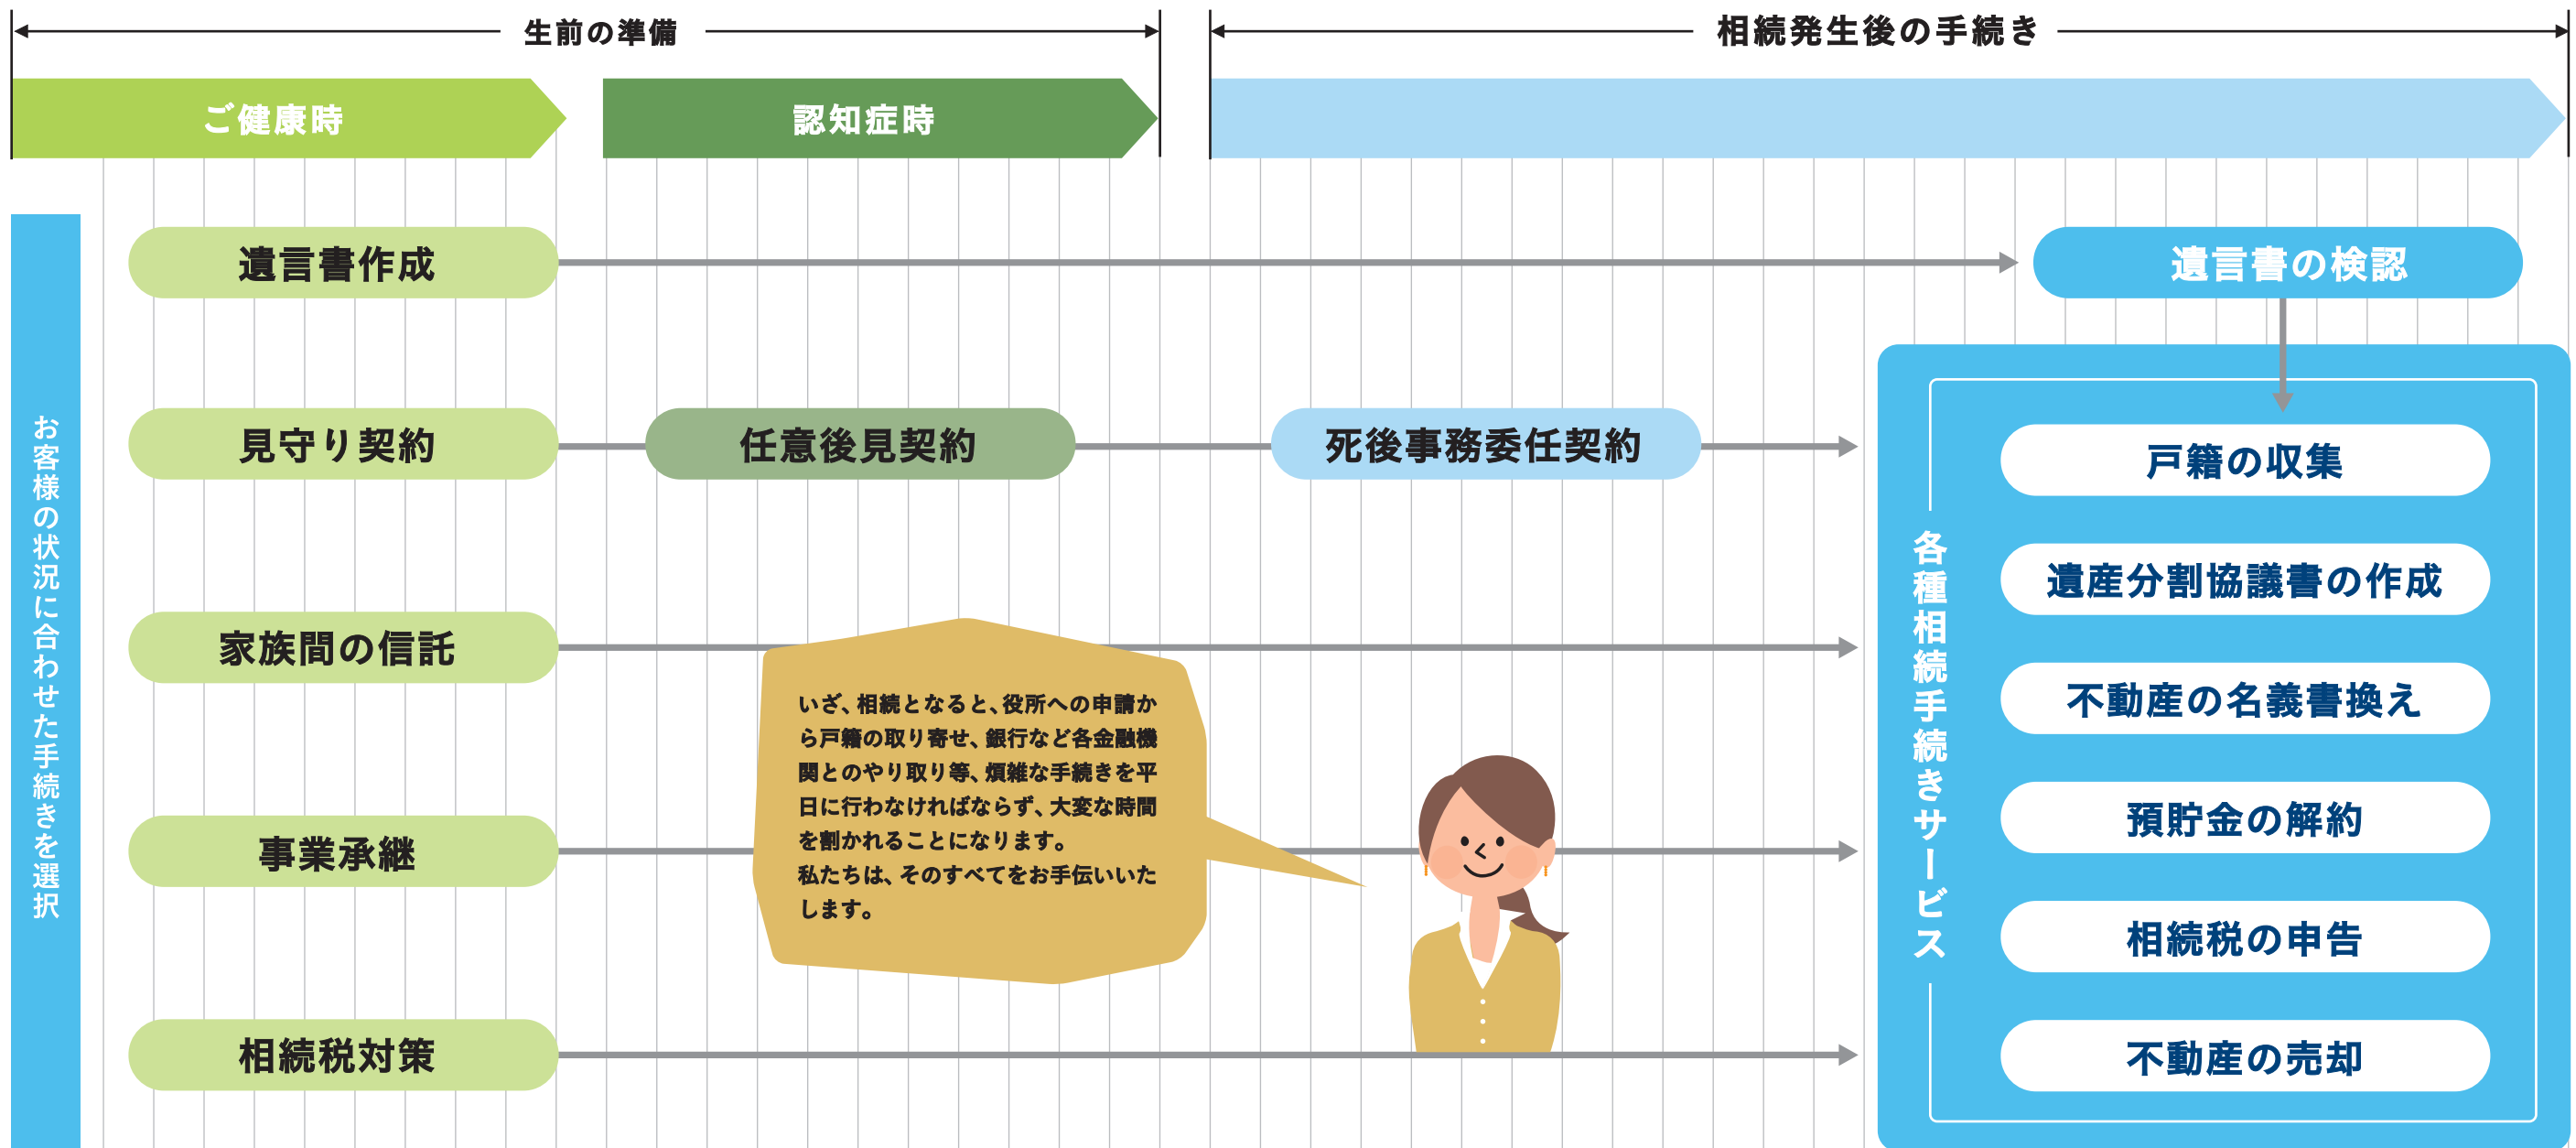 生前の準備
相続発生後の手続き
ご健康時
認知症時
お客様の状況に合わせた手続きを選択
遺言書作成
遺言書の検認
見守り契約
任意後見契約
死後事務委任契約
家族間の信託
事業承継
相続税対策
いざ、相続となると、役所への申請か
ら戸籍の取り寄せ、銀行など各金融機
関とのやり取り等、煩雑な手続きを平
日に行わなければならず、大変な時間
を割かれることになります。
私たちは、そのすべてをお手伝いいた
します。
各種相続手続きサービス
戸籍の収集
遺産分割協議書の作成
不動産の名義書換え
預貯金の解約
相続税の申告
不動産の売却